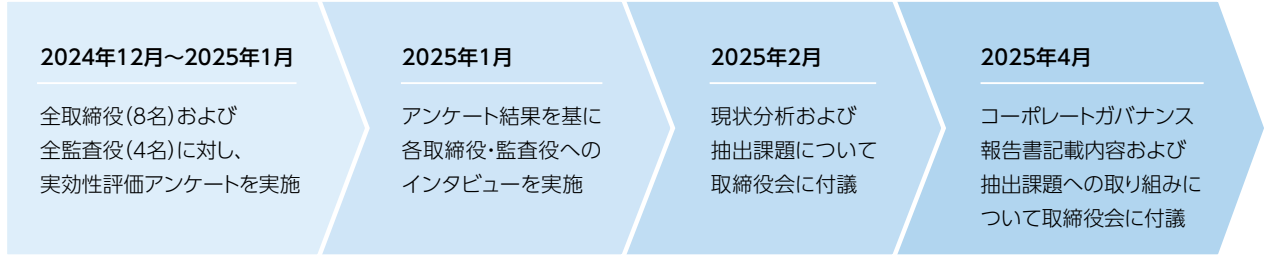 2024年12月～2025年1月
全取締役(8名)および
全監査役(4名)に対し、
実効性評価アンケートを実施
2025年1月
アンケート結果を基に
各取締役・監査役への
インタビューを実施
2025年2月
現状分析および
抽出課題について
取締役会に付議
2025年4月
コーポレートガバナンス
報告書記載内容および
抽出課題への取り組みに
ついて取締役会に付議